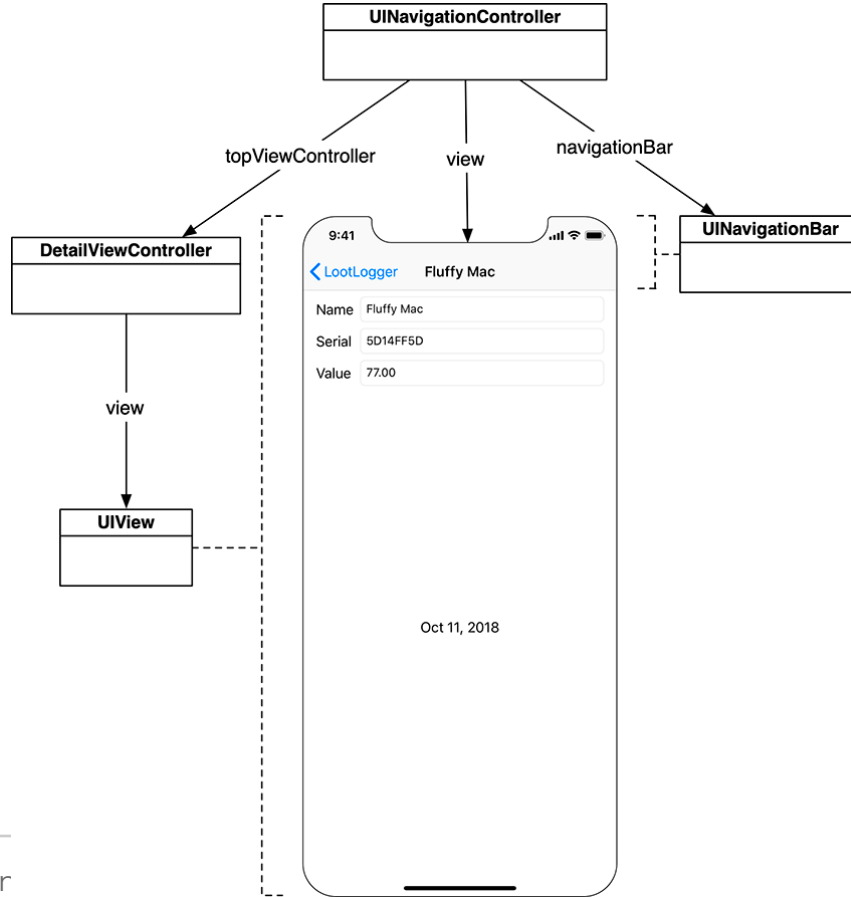 UINavigationController
topViewController
view
navigationBar
DetailViewController
UINavigationBar
9:41
LootLogger Fluffy Mac
Name Fluffy Mac
Serial 5D14FF5D
Value 77.00
view
UIView
Oct 11, 2018